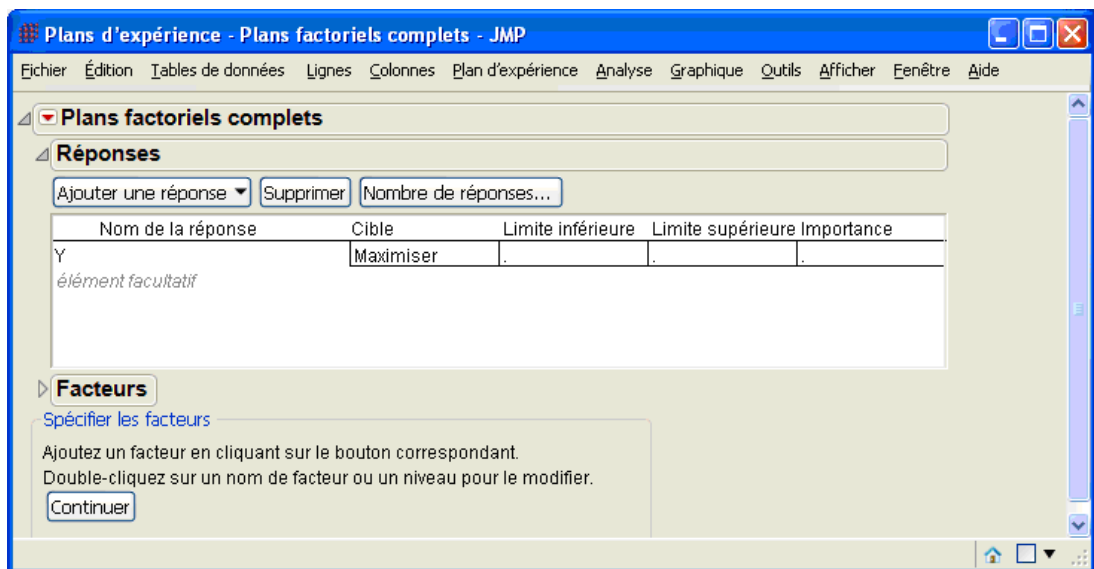 Plans d'expérience - Plans factoriels complets - JMP
Fichier Édition Tables de données Lignes Colonnes Plan d'expérience Analyse Graphique Outils Afficher Fenêtre Aide
Plans factoriels complets
Réponses
Ajouter une réponse Supprimer Nombre de réponses...
Nom de la réponse Cible Limite inférieure Limite supérieure Importance
Y Maximiser . . .
élément facultatif
Facteurs
Spécifier les facteurs
Ajoutez un facteur en cliquant sur le bouton correspondant.
Double-cliquez sur un nom de facteur ou un niveau pour le modifier.
Continuer